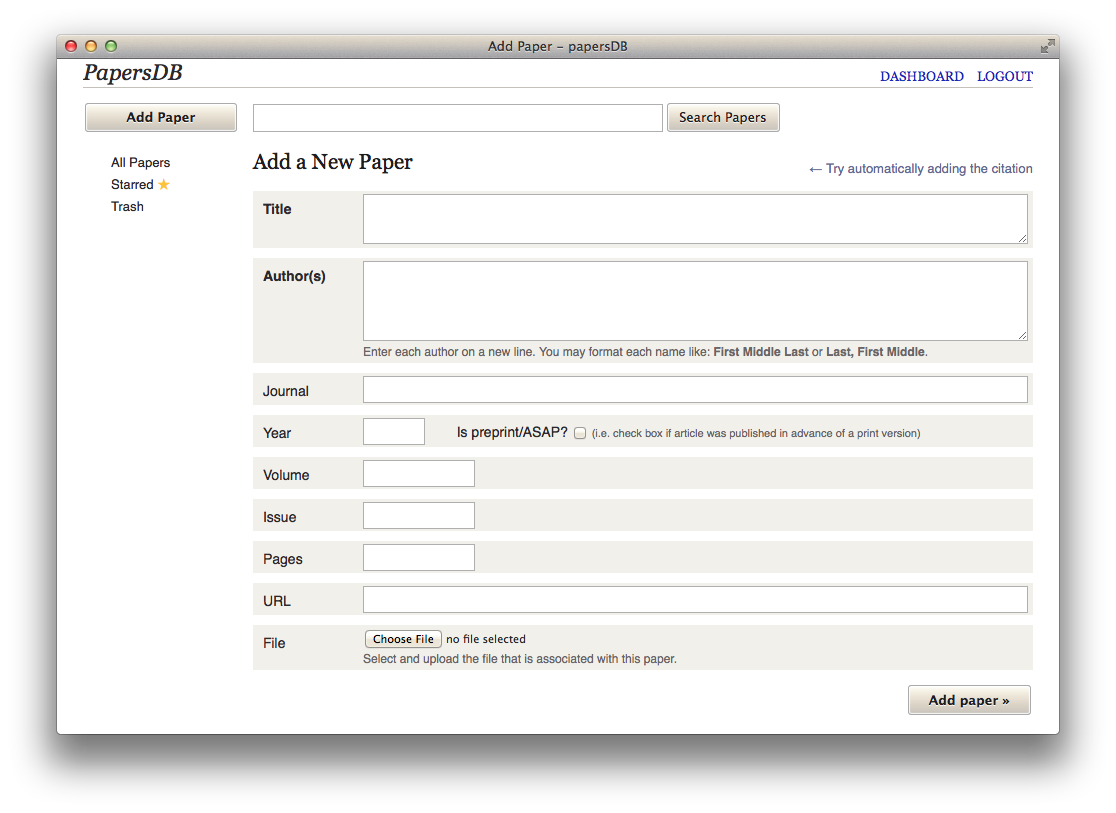 Add Paper – papersDB
PapersDB
DASHBOARD LOGOUT
Add Paper
Search Papers
All Papers
Starred
Trash
Add a New Paper
← Try automatically adding the citation
Title
Author(s)
Enter each author on a new line. You may format each name like: First Middle Last or Last, First Middle.
Journal
Year
Is preprint/ASAP? (i.e. check box if article was published in advance of a print version)
Volume
Issue
Pages
URL
File
Choose File no file selected
Select and upload the file that is associated with this paper.
Add paper »